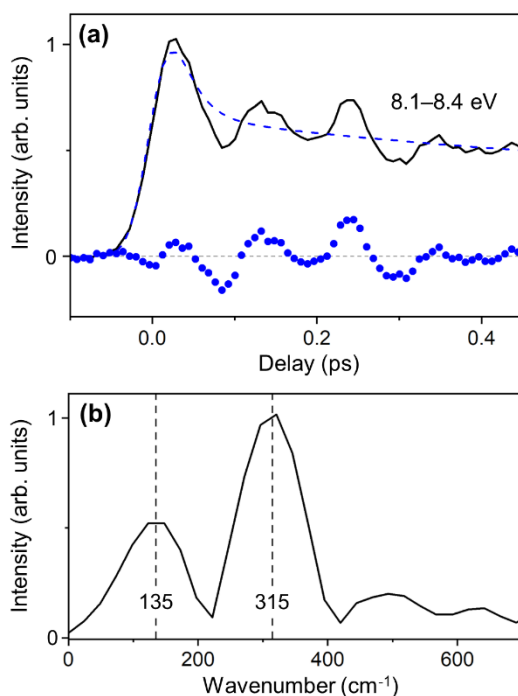 (a)
8.1–8.4 eV
Intensity (arb. units)
1
0
0.0 0.2 0.4
Delay (ps)
(b)
Intensity (arb. units)
1
0
135 315
0 200 400 600
Wavenumber (cm⁻¹)